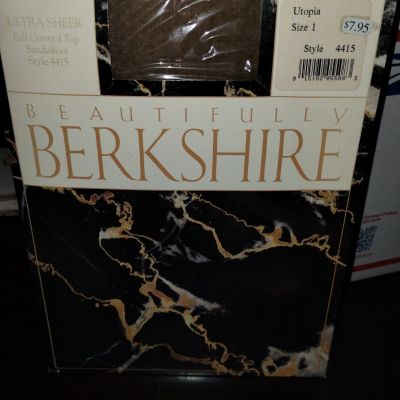 ULTRA SHEER
Full Control Top
Sandalfoot
Style 4415
Utopia
Size 1
$7.95
Style 4415
BEAUTIFULLY
BERKSHIRE